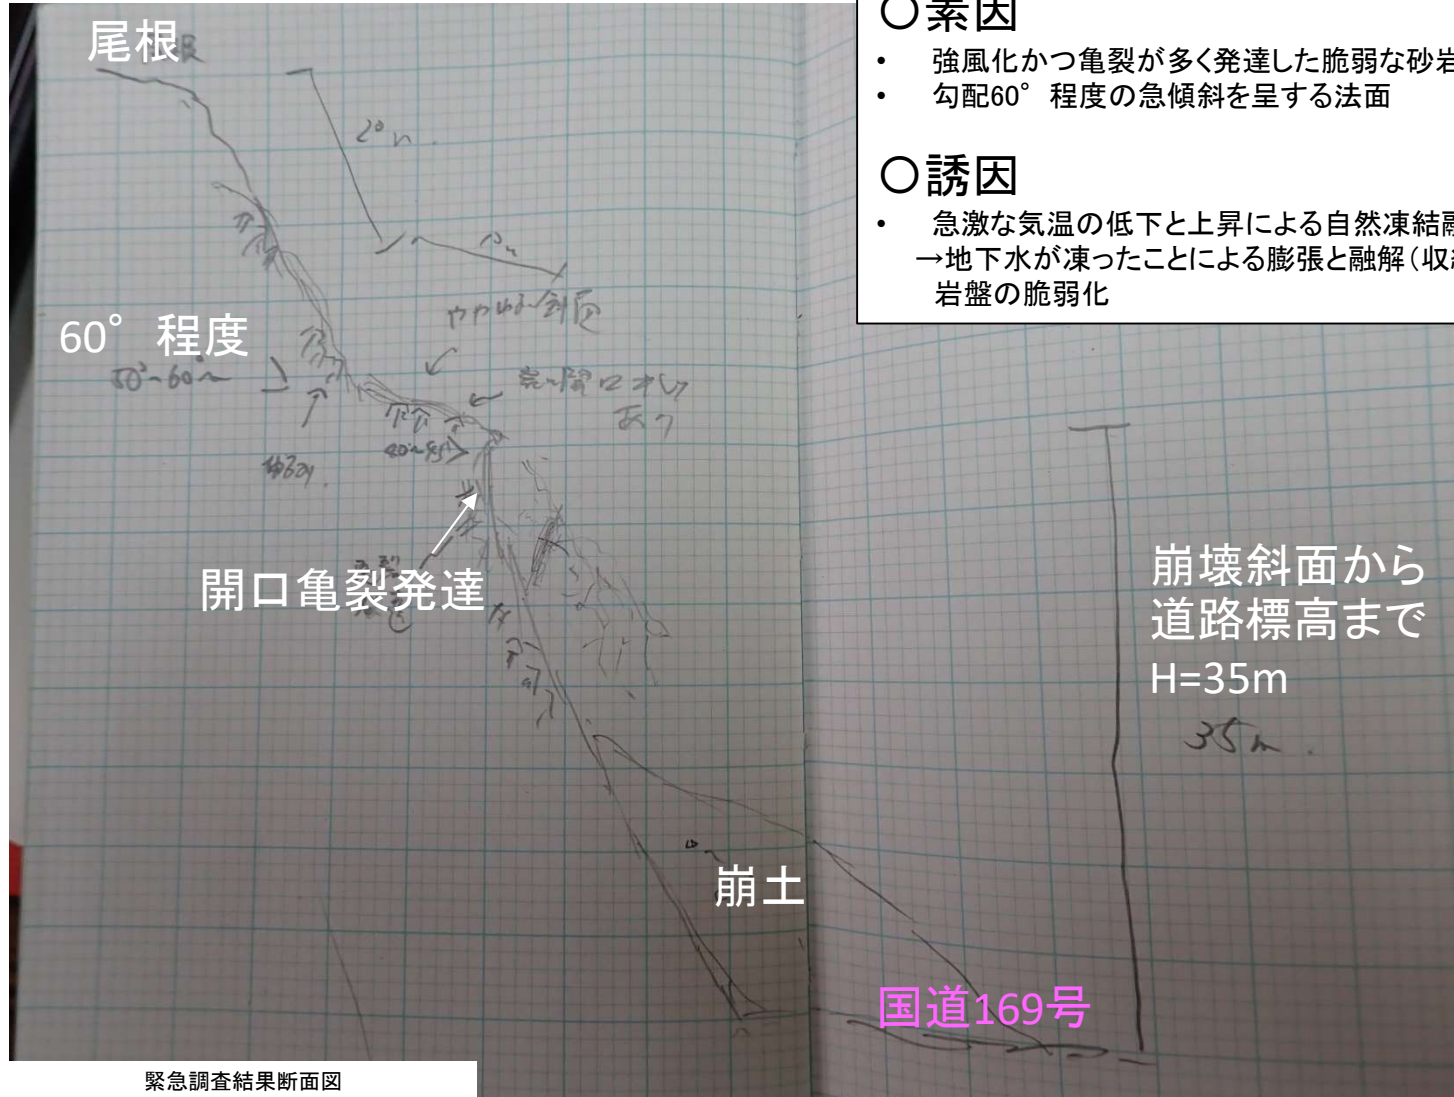 尾根
○素因
• 強風化かつ亀裂が多く発達した脆弱な砂岩
• 勾配60°程度の急傾斜を呈する法面
○誘因
• 急激な気温の低下と上昇による自然凍結融
→地下水が凍ったことによる膨張と融解（収縮
岩盤の脆弱化
20m
10m
ややゆるい斜面
60°程度
50°~60°
開口
あり
40~45°
開口亀裂発達
崩壊斜面から
道路標高まで
H=35m
35m
崩土
国道169号
緊急調査結果断面図